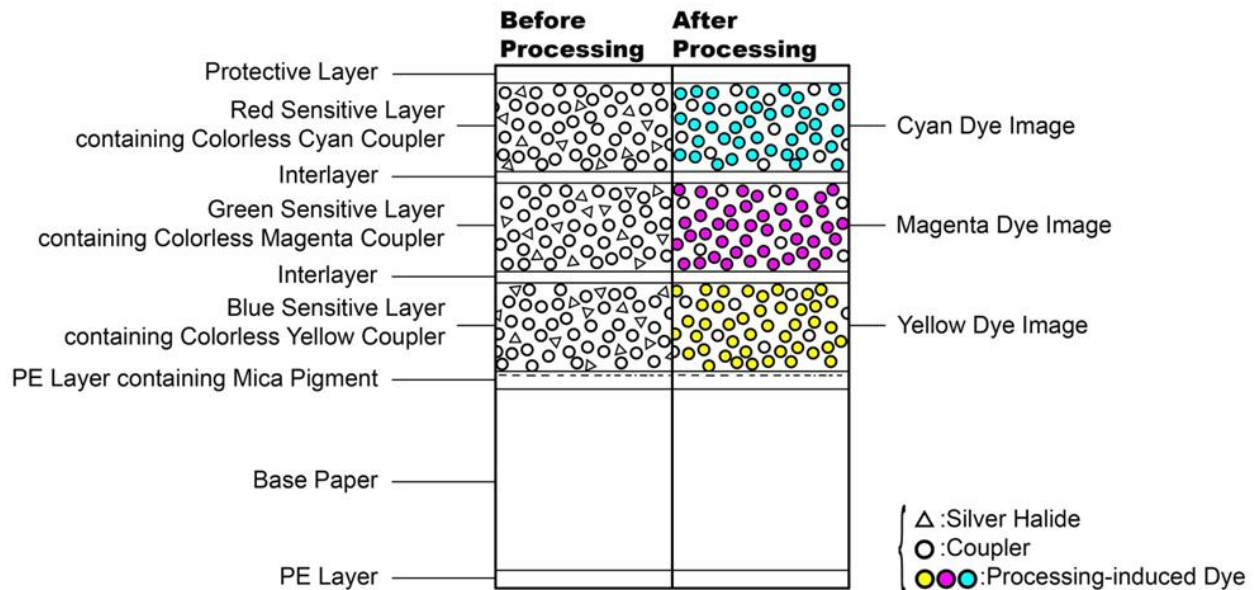 Before
Processing
After
Processing
Protective Layer
Red Sensitive Layer
containing Colorless Cyan Coupler
Cyan Dye Image
Interlayer
Green Sensitive Layer
containing Colorless Magenta Coupler
Magenta Dye Image
Interlayer
Blue Sensitive Layer
containing Colorless Yellow Coupler
Yellow Dye Image
PE Layer containing Mica Pigment
Base Paper
PE Layer
:Silver Halide
:Coupler
:Processing-induced Dye